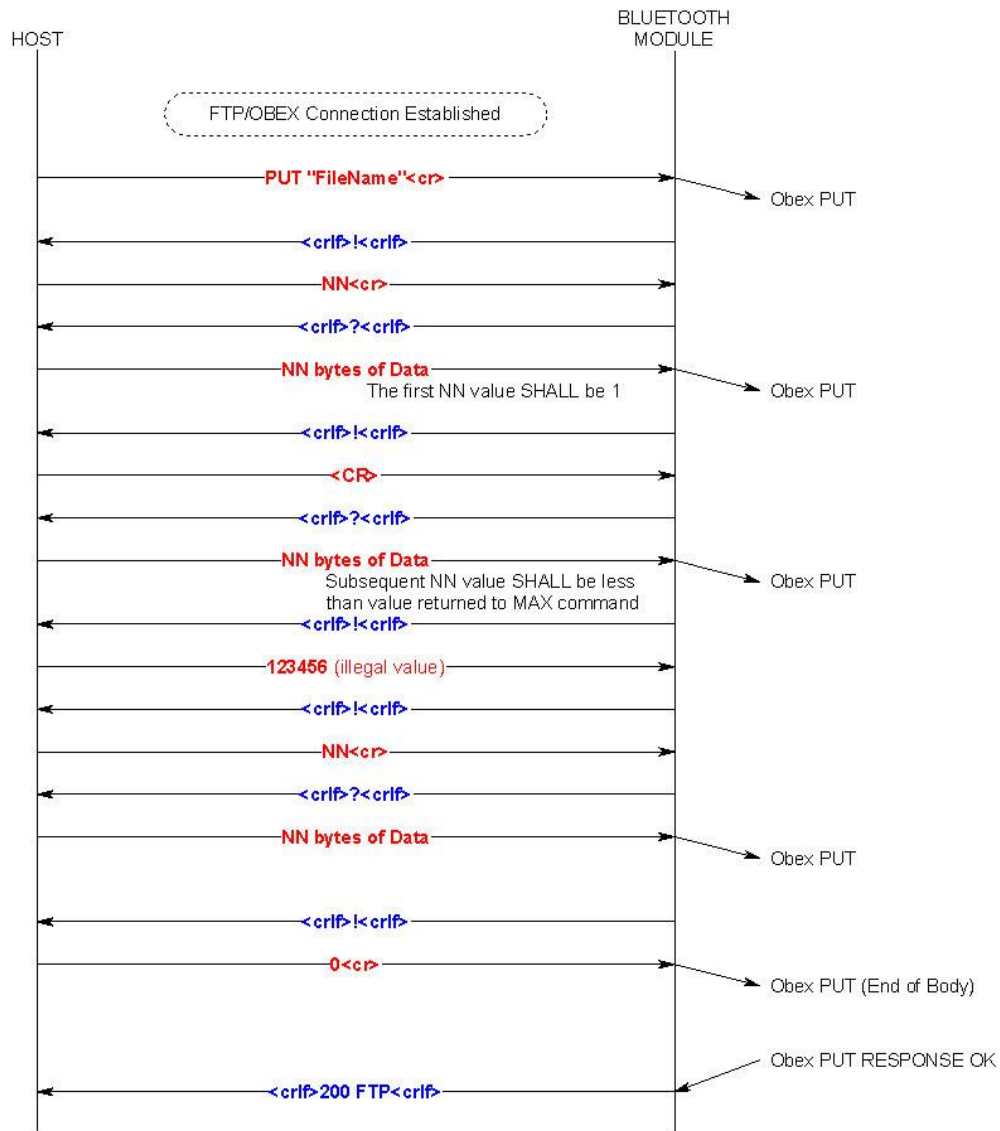 HOST
BLUETOOTH
MODULE
FTP/OBEX Connection Established
PUT "FileName"<cr>
Obex PUT
<crlf>!<crlf>
NN<cr>
<crlf>?<crlf>
NN bytes of Data
The first NN value SHALL be 1
Obex PUT
<crlf>!<crlf>
<CR>
<crlf>?<crlf>
NN bytes of Data
Obex PUT
Subsequent NN value SHALL be less
than value returned to MAX command
<crlf>!<crlf>
123456 (illegal value)
<crlf>!<crlf>
NN<cr>
<crlf>?<crlf>
NN bytes of Data
Obex PUT
<crlf>!<crlf>
0<cr>
Obex PUT (End of Body)
Obex PUT RESPONSE OK
<crlf>200 FTP<crlf>